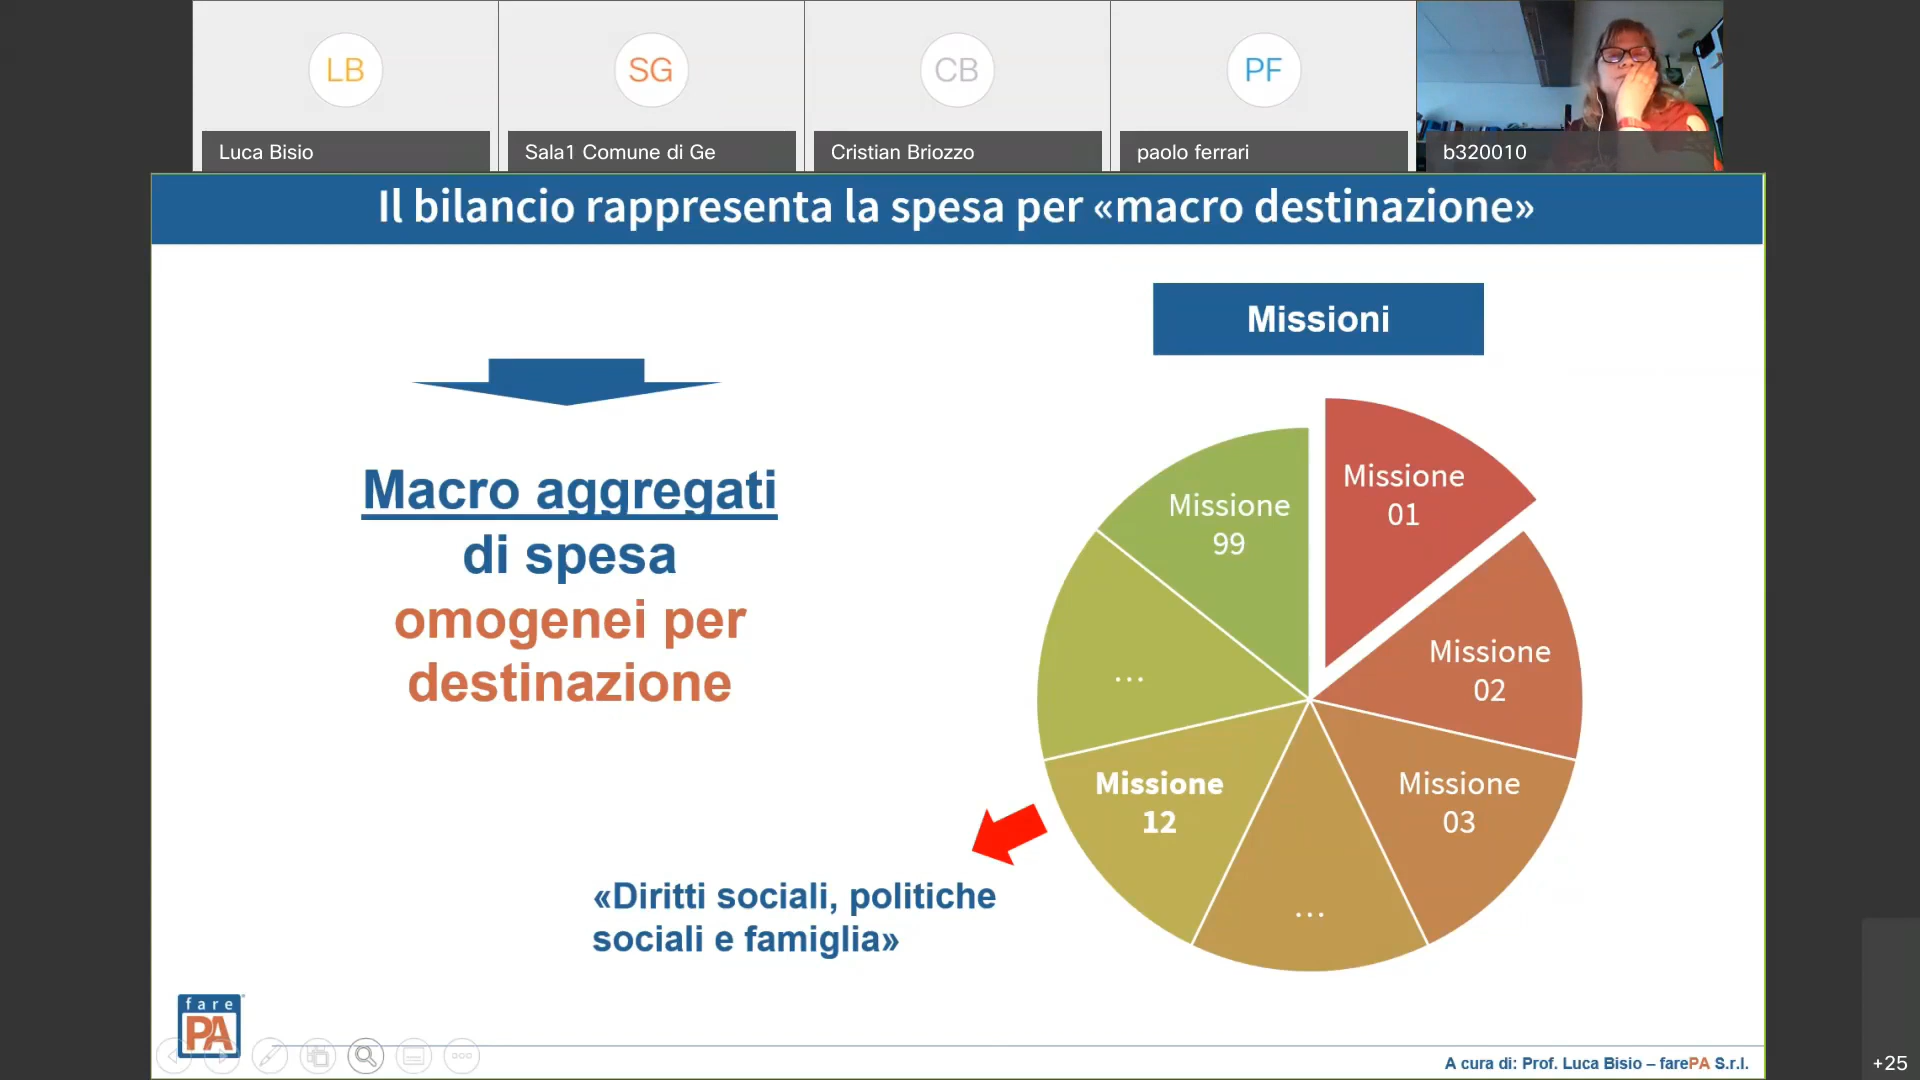 LB
SG
CB
PF
Luca Bisio
Sala1 Comune di Ge
Cristian Briozzo
paolo ferrari
b320010
Il bilancio rappresenta la spesa per «macro destinazione»
Missioni
Macro aggregati
di spesa
omogenei per
destinazione
Missione
01
Missione
99
Missione
02
...
Missione
12
Missione
03
...
«Diritti sociali, politiche
sociali e famiglia»
fare
PA
A cura di: Prof. Luca Bisio – farePA S.r.l.
+25